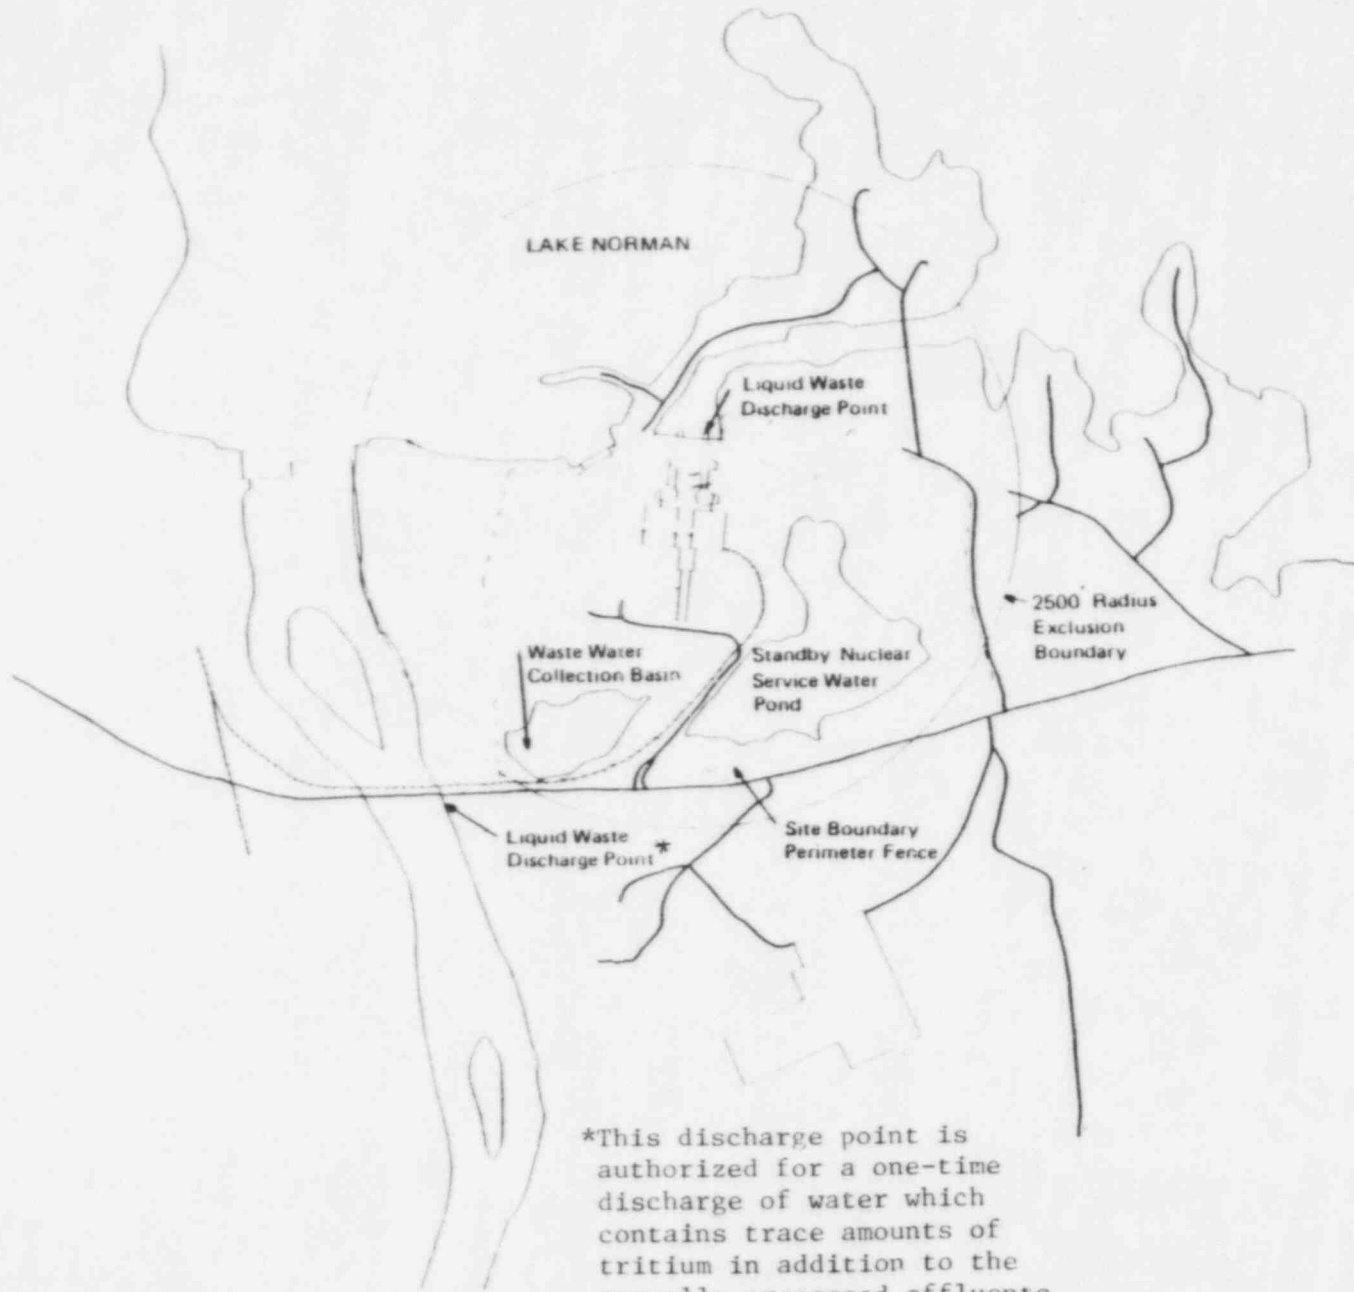 LAKE NORMAN
Liquid Waste
Discharge Point
2500' Radius
Exclusion
Boundary
Waste Water
Collection Basin
Standby Nuclear
Service Water
Pond
Liquid Waste
Discharge Point*
Site Boundary
Perimeter Fence
*This discharge point is
authorized for a one-time
discharge of water which
contains trace amounts of
tritium in addition to the
effluents